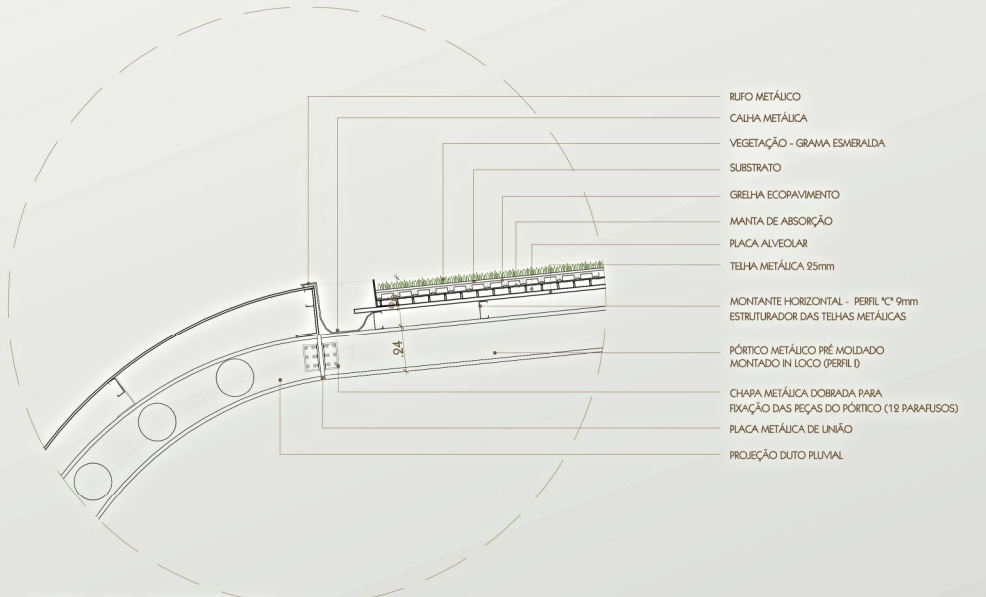 RUFO METÁLICO
CALHA METÁLICA
VEGETAÇÃO - GRAMA ESMERALDA
SUBSTRATO
GRELHA ECOPAVIMENTO
MANTA DE ABSORÇÃO
PLACA ALVEOLAR
TELHA METÁLICA 25mm
MONTANTE HORIZONTAL - PERFIL "C" 9mm
ESTRUTURADOR DAS TELHAS METÁLICAS
PÓRTICO METÁLICO PRÉ MOLDADO
MONTADO IN LOCO (PERFIL I)
CHAPA METÁLICA DOBRADA PARA
FIXAÇÃO DAS PEÇAS DO PÓRTICO (12 PARAFUSOS)
PLACA METÁLICA DE UNIÃO
PROJEÇÃO DUTO PLUVIAL
.24